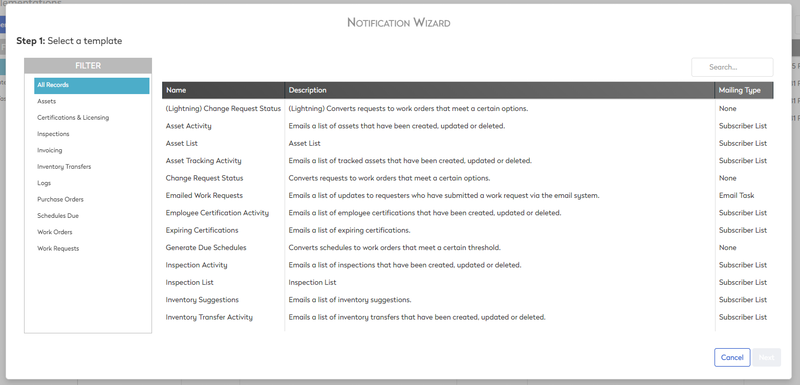 Notification Wizard
Step 1: Select a template
FILTER
All Records
Assets
Certifications & Licensing
Inspections
Invoicing
Inventory Transfers
Logs
Purchase Orders
Schedules Due
Work Orders
Work Requests
Search...
Name Description Mailing Type
(Lightning) Change Request Status (Lightning) Converts requests to work orders that meet a certain options. None
Asset Activity Emails a list of assets that have been created, updated or deleted. Subscriber List
Asset List Asset List Subscriber List
Asset Tracking Activity Emails a list of tracked assets that have been created, updated or deleted. Subscriber List
Change Request Status Converts requests to work orders that meet a certain options. None
Emailed Work Requests Emails a list of updates to requesters who have submitted a work request via the email system. Email Task
Employee Certification Activity Emails a list of employee certifications that have been created, updated or deleted. Subscriber List
Expiring Certifications Emails a list of expiring certifications. Subscriber List
Generate Due Schedules Converts schedules to work orders that meet a certain threshold. None
Inspection Activity Emails a list of inspections that have been created, updated or deleted. Subscriber List
Inspection List Inspection List Subscriber List
Inventory Suggestions Emails a list of inventory suggestions. Subscriber List
Inventory Transfer Activity Emails a list of inventory transfers that have been created, updated or deleted. Subscriber List
Cancel Next